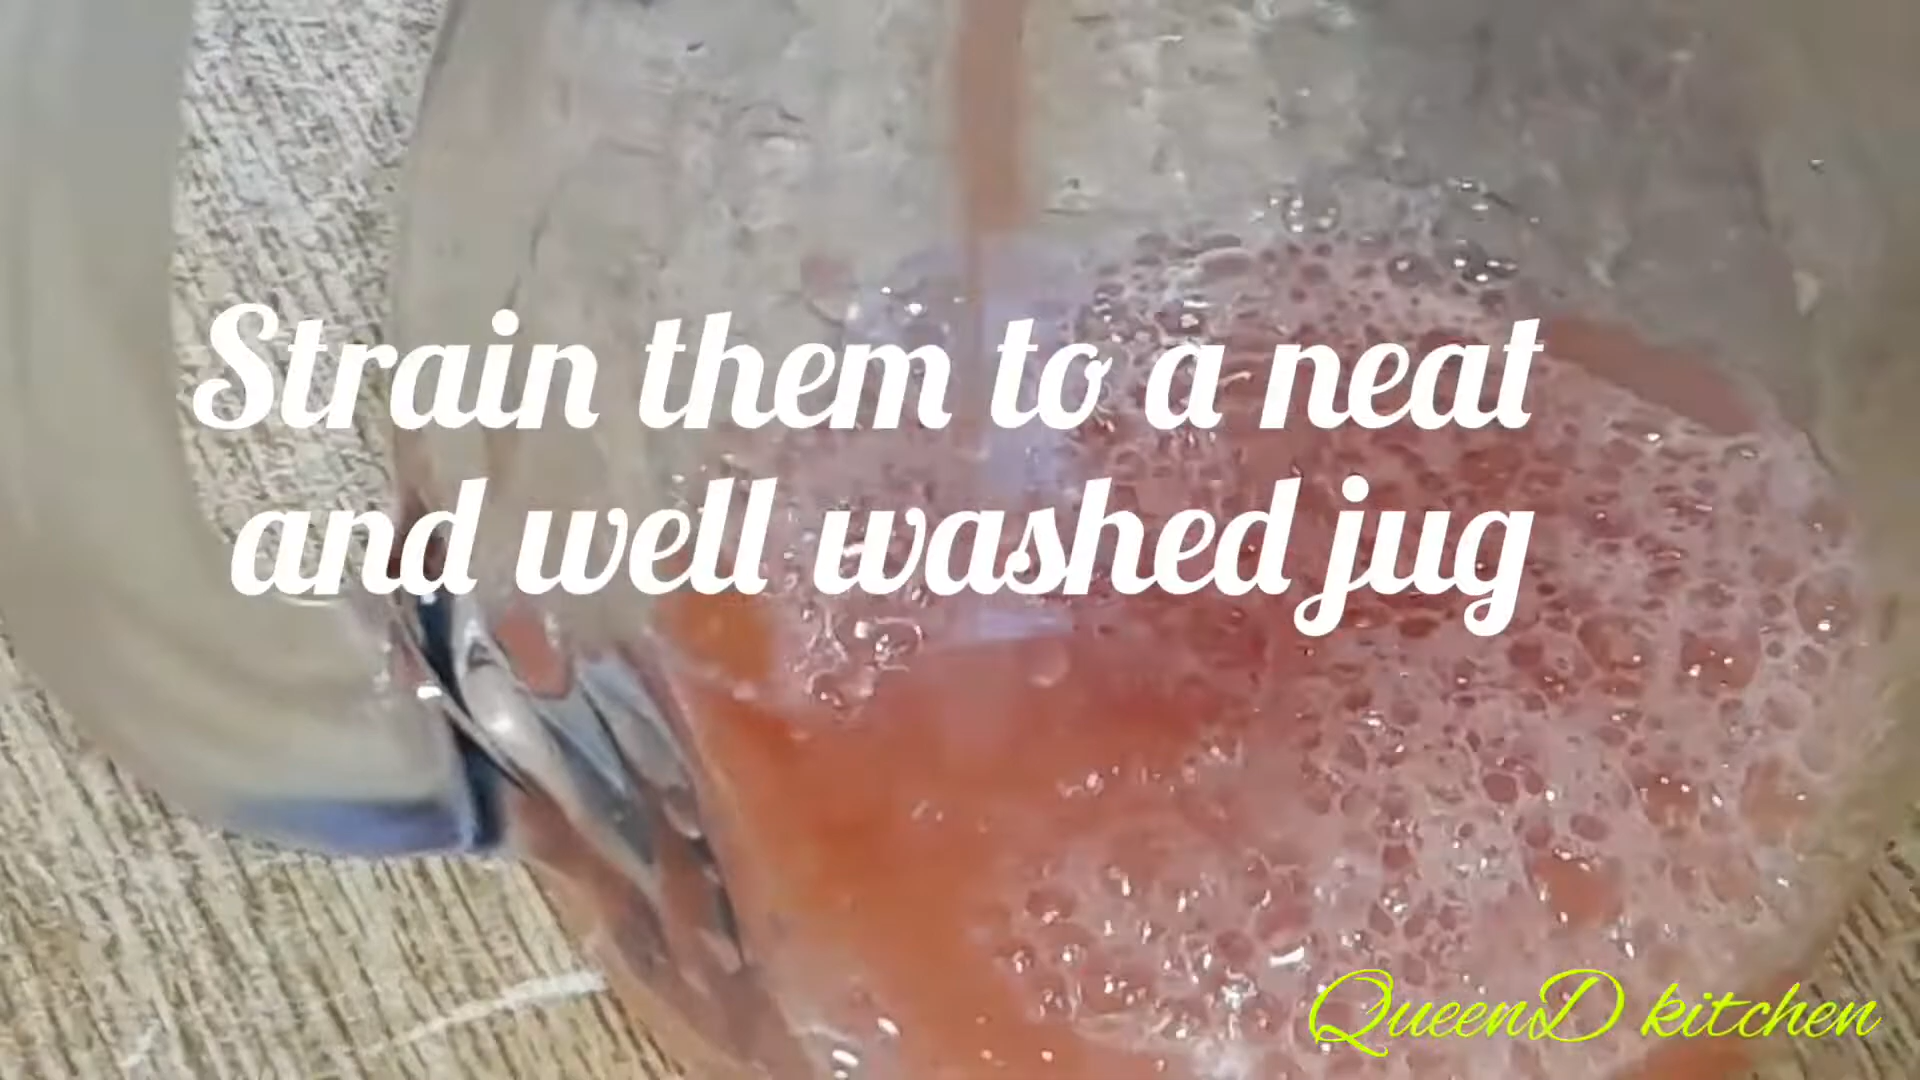 Strain them to a neat
and well washed jug
QueenD kitchen